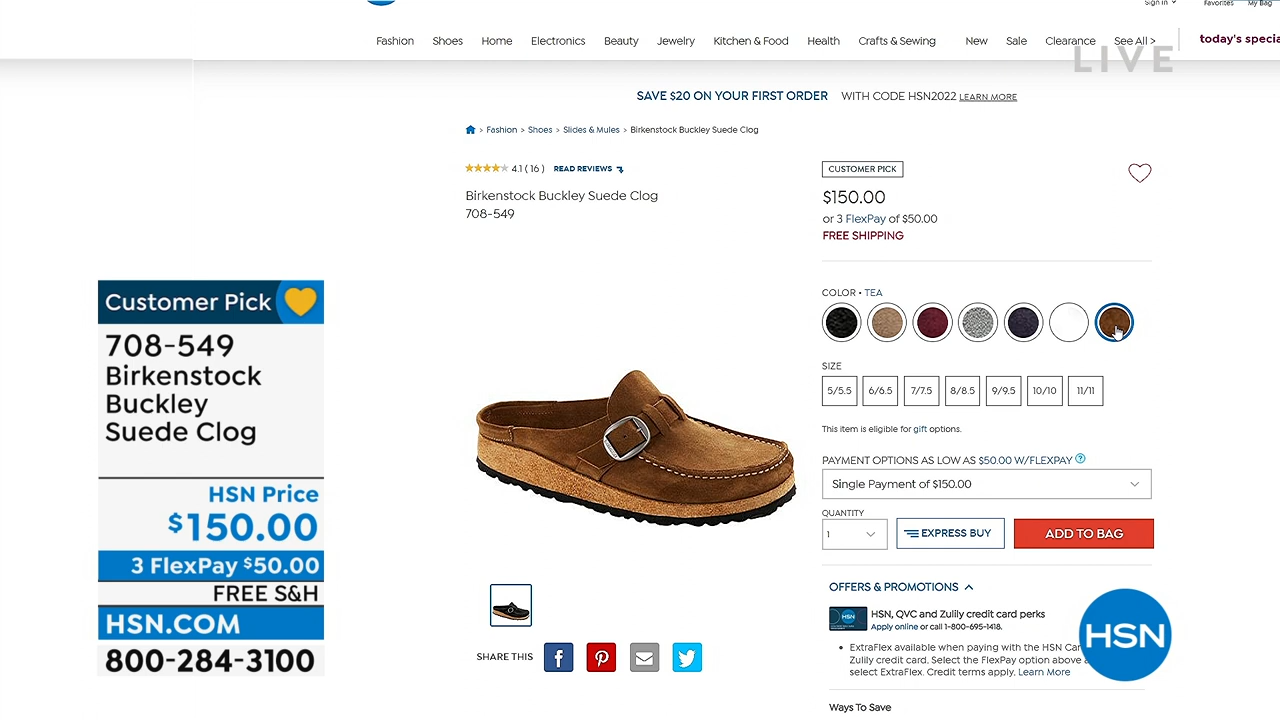 Sign In
Favorites
My Bag
Fashion
Shoes
Home
Electronics
Beauty
Jewelry
Kitchen & Food
Health
Crafts & Sewing
New
Sale
Clearance
See All >
today's specia
LIVE
SAVE $20 ON YOUR FIRST ORDER WITH CODE HSN2022 LEARN MORE
> Fashion > Shoes > Slides & Mules > Birkenstock Buckley Suede Clog
4.1 ( 16 ) READ REVIEWS
Birkenstock Buckley Suede Clog
708-549
CUSTOMER PICK
$150.00
or 3 FlexPay of $50.00
FREE SHIPPING
COLOR • TEA
SIZE
5/5.5
6/6.5
7/7.5
8/8.5
9/9.5
10/10
11/11
This item is eligible for gift options.
PAYMENT OPTIONS AS LOW AS $50.00 W/FLEXPAY ?
Single Payment of $150.00
QUANTITY
1
EXPRESS BUY
ADD TO BAG
OFFERS & PROMOTIONS
HSN
HSN, QVC and Zulily credit card perks
Apply online or call 1-800-695-1418.
• ExtraFlex available when paying with the HSN Car
Zulily credit card. Select the FlexPay option above
select ExtraFlex. Credit terms apply. Learn More
Ways To Save
HSN
SHARE THIS
Customer Pick
708-549
Birkenstock
Buckley
Suede Clog
HSN Price
$150.00
3 FlexPay $50.00
FREE S&H
HSN.COM
800-284-3100